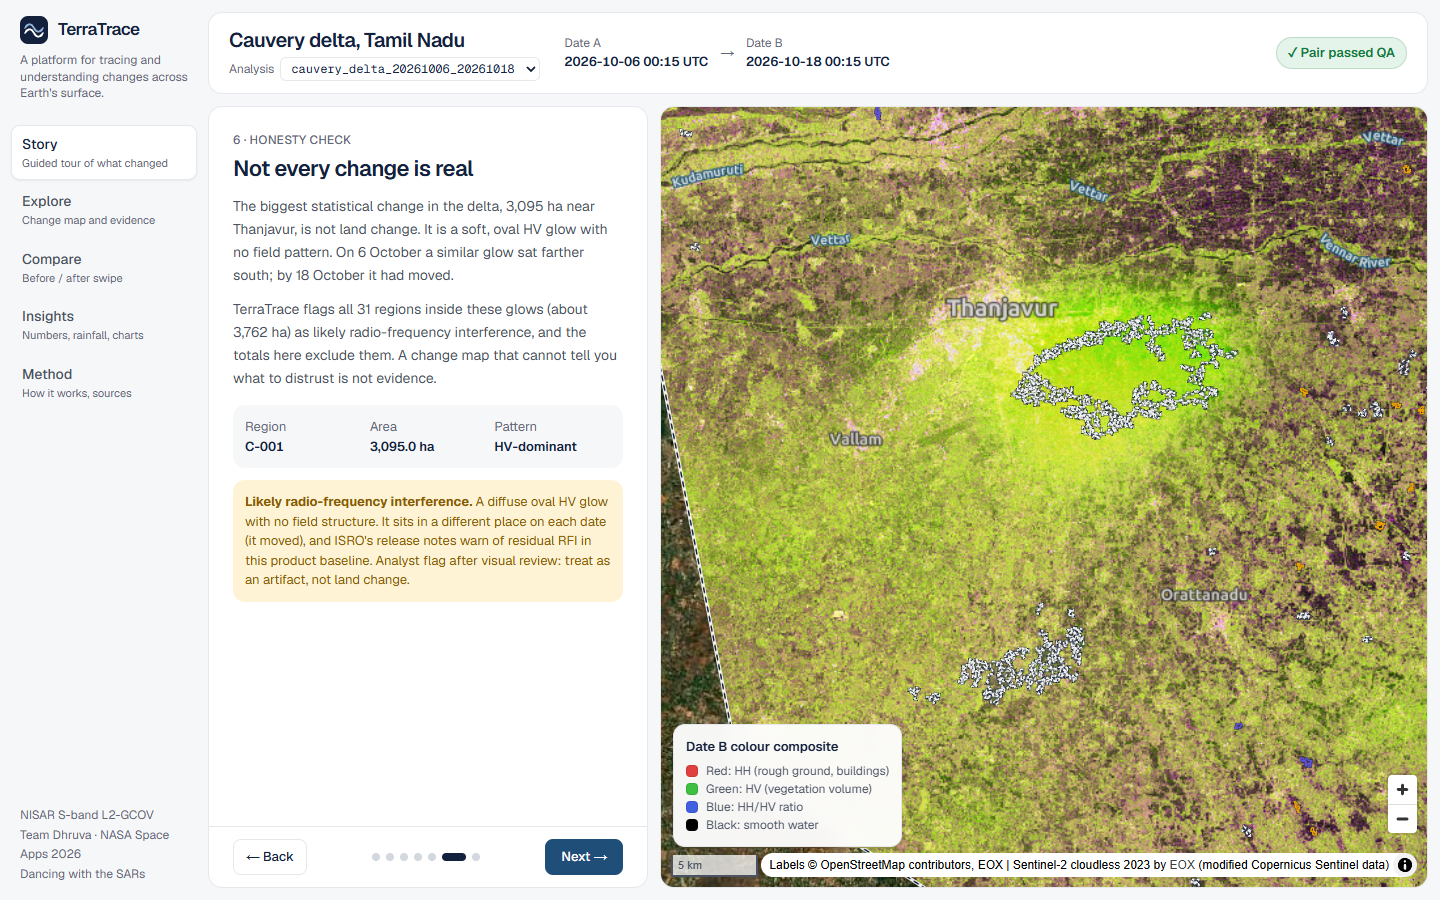 TerraTrace
A platform for tracing and
understanding changes across
Earth's surface.
Story
Guided tour of what changed
Explore
Change map and evidence
Compare
Before / after swipe
Insights
Numbers, rainfall, charts
Method
How it works, sources
NISAR S-band L2-GCOV
Team Dhruva · NASA Space
Apps 2026
Dancing with the SARs
Cauvery delta, Tamil Nadu
Analysis cauvery_delta_20261006_20261018
Date A
2026-10-06 00:15 UTC
→
Date B
2026-10-18 00:15 UTC
✓ Pair passed QA
6 · HONESTY CHECK
Not every change is real
The biggest statistical change in the delta, 3,095 ha near
Thanjavur, is not land change. It is a soft, oval HV glow with
no field pattern. On 6 October a similar glow sat farther
south; by 18 October it had moved.
TerraTrace flags all 31 regions inside these glows (about
3,762 ha) as likely radio-frequency interference, and the
totals here exclude them. A change map that cannot tell you
what to distrust is not evidence.
Region Area Pattern
C-001 3,095.0 ha HV-dominant
Likely radio-frequency interference. A diffuse oval HV glow
with no field structure. It sits in a different place on each date
(it moved), and ISRO's release notes warn of residual RFI in
this product baseline. Analyst flag after visual review: treat as
an artifact, not land change.
← Back
Next →
Vettar
Kudamuruti
Vettar
Vettar
Vennar River
Thanjavur
Vallam
Orattanadu
Date B colour composite
Red: HH (rough ground, buildings)
Green: HV (vegetation volume)
Blue: HH/HV ratio
Black: smooth water
+
−
5 km
Labels © OpenStreetMap contributors, EOX | Sentinel-2 cloudless 2023 by EOX (modified Copernicus Sentinel data)